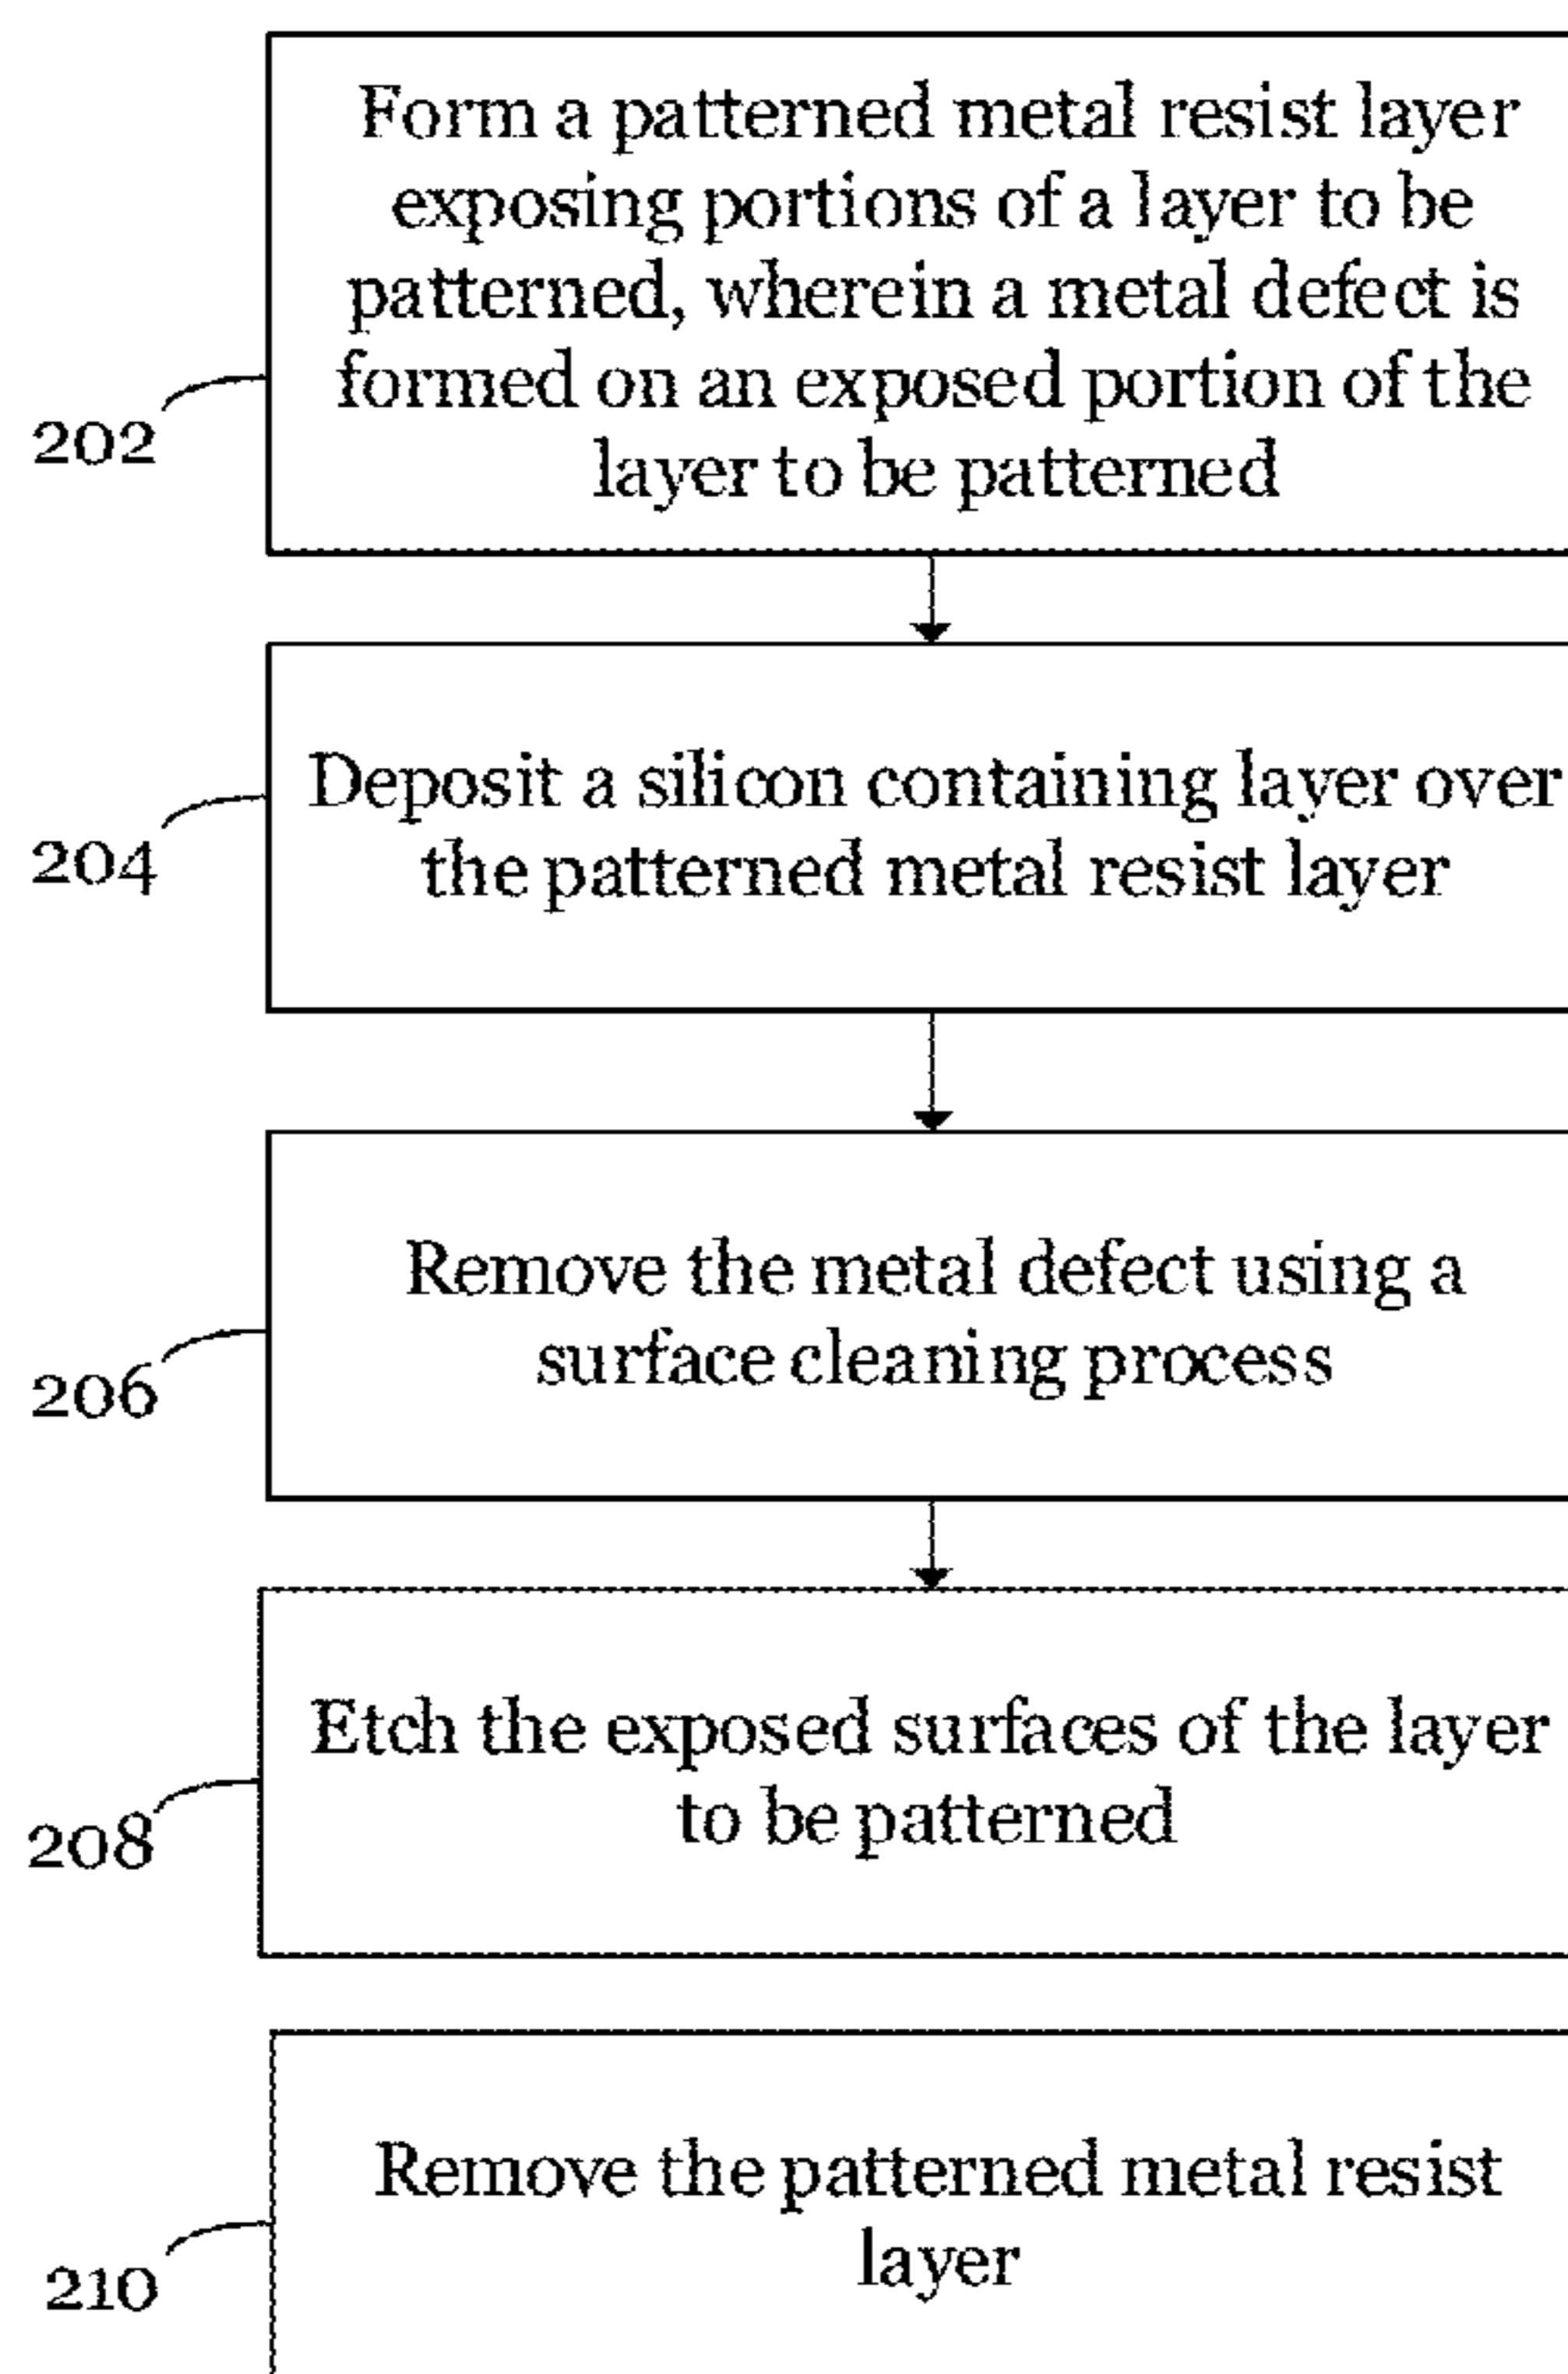 Form a patterned metal resist layer
exposing portions of a layer to be
patterned, wherein a metal defect is
formed on an exposed portion of the
layer to be patterned
202
Deposit a silicon containing layer over
the patterned metal resist layer
204
Remove the metal defect using a
surface cleaning process
206
Etch the exposed surfaces of the layer
to be patterned
208
Remove the patterned metal resist
layer
210